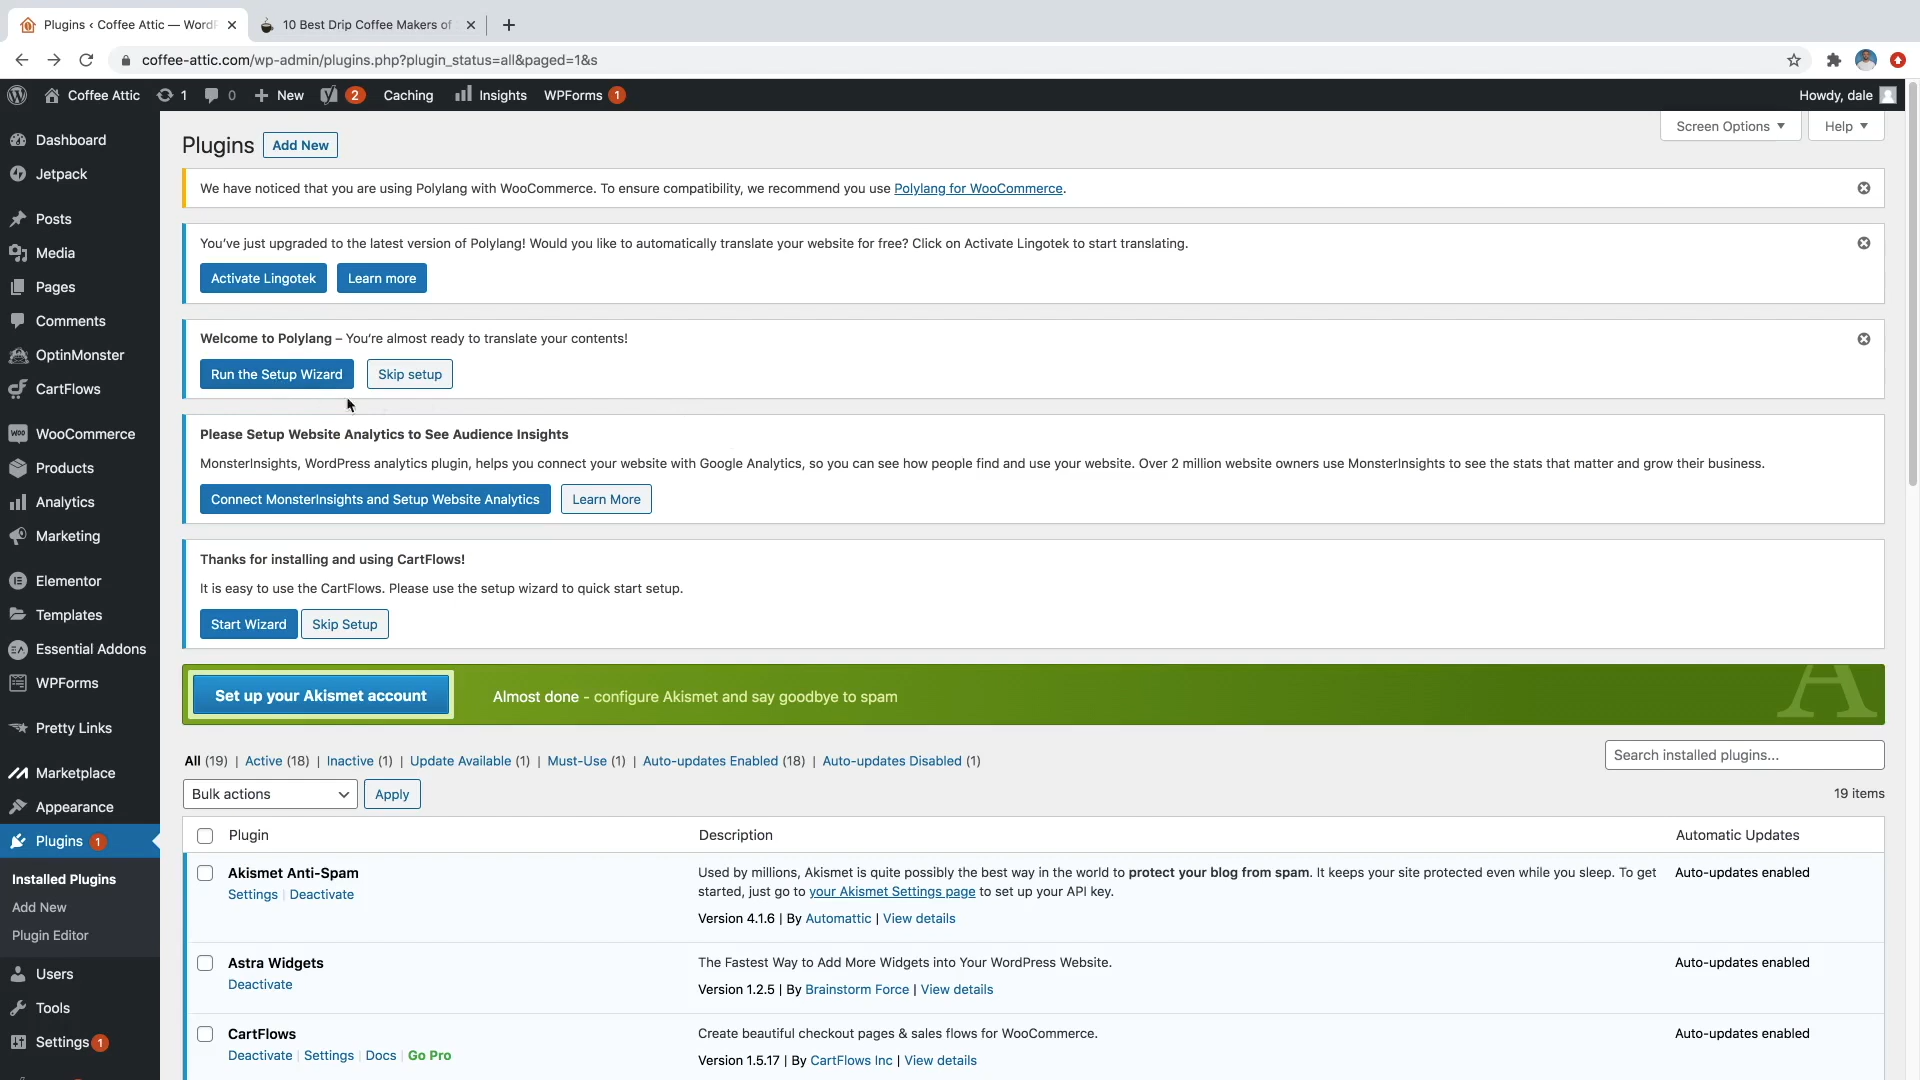 Plugins ‹ Coffee Attic — WordP
10 Best Drip Coffee Makers of
coffee-attic.com/wp-admin/plugins.php?plugin_status=all&paged=1&s
Coffee Attic 1 0 New 2 Caching Insights WPForms 1 Howdy, dale
Screen Options Help
Dashboard
Jetpack
Posts
Media
Pages
Comments
OptinMonster
CartFlows
WooCommerce
Products
Analytics
Marketing
Elementor
Templates
Essential Addons
WPForms
Pretty Links
Marketplace
Appearance
Plugins 1
Installed Plugins
Add New
Plugin Editor
Users
Tools
Settings 1
Plugins Add New
We have noticed that you are using Polylang with WooCommerce. To ensure compatibility, we recommend you use Polylang for WooCommerce.
You've just upgraded to the latest version of Polylang! Would you like to automatically translate your website for free? Click on Activate Lingotek to start translating.
Activate Lingotek Learn more
Welcome to Polylang – You're almost ready to translate your contents!
Run the Setup Wizard Skip setup
Please Setup Website Analytics to See Audience Insights
MonsterInsights, WordPress analytics plugin, helps you connect your website with Google Analytics, so you can see how people find and use your website. Over 2 million website owners use MonsterInsights to see the stats that matter and grow their business.
Connect MonsterInsights and Setup Website Analytics Learn More
Thanks for installing and using CartFlows!
It is easy to use the CartFlows. Please use the setup wizard to quick start setup.
Start Wizard Skip Setup
Set up your Akismet account Almost done - configure Akismet and say goodbye to spam
All (19) | Active (18) | Inactive (1) | Update Available (1) | Must-Use (1) | Auto-updates Enabled (18) | Auto-updates Disabled (1)
Search installed plugins...
Bulk actions Apply 19 items
Plugin Description Automatic Updates
Akismet Anti-Spam
Settings | Deactivate
Used by millions, Akismet is quite possibly the best way in the world to protect your blog from spam. It keeps your site protected even while you sleep. To get
started, just go to your Akismet Settings page to set up your API key.
Version 4.1.6 | By Automattic | View details
Auto-updates enabled
Astra Widgets
Deactivate
The Fastest Way to Add More Widgets into Your WordPress Website.
Version 1.2.5 | By Brainstorm Force | View details
Auto-updates enabled
CartFlows
Deactivate | Settings | Docs | Go Pro
Create beautiful checkout pages & sales flows for WooCommerce.
Version 1.5.17 | By CartFlows Inc | View details
Auto-updates enabled